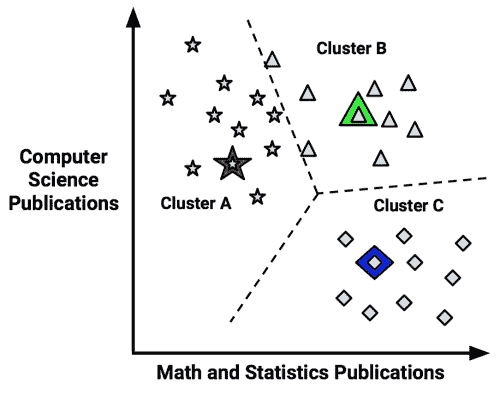 Cluster B
Computer
Science
Publications
Cluster A
Cluster C
Math and Statistics Publications